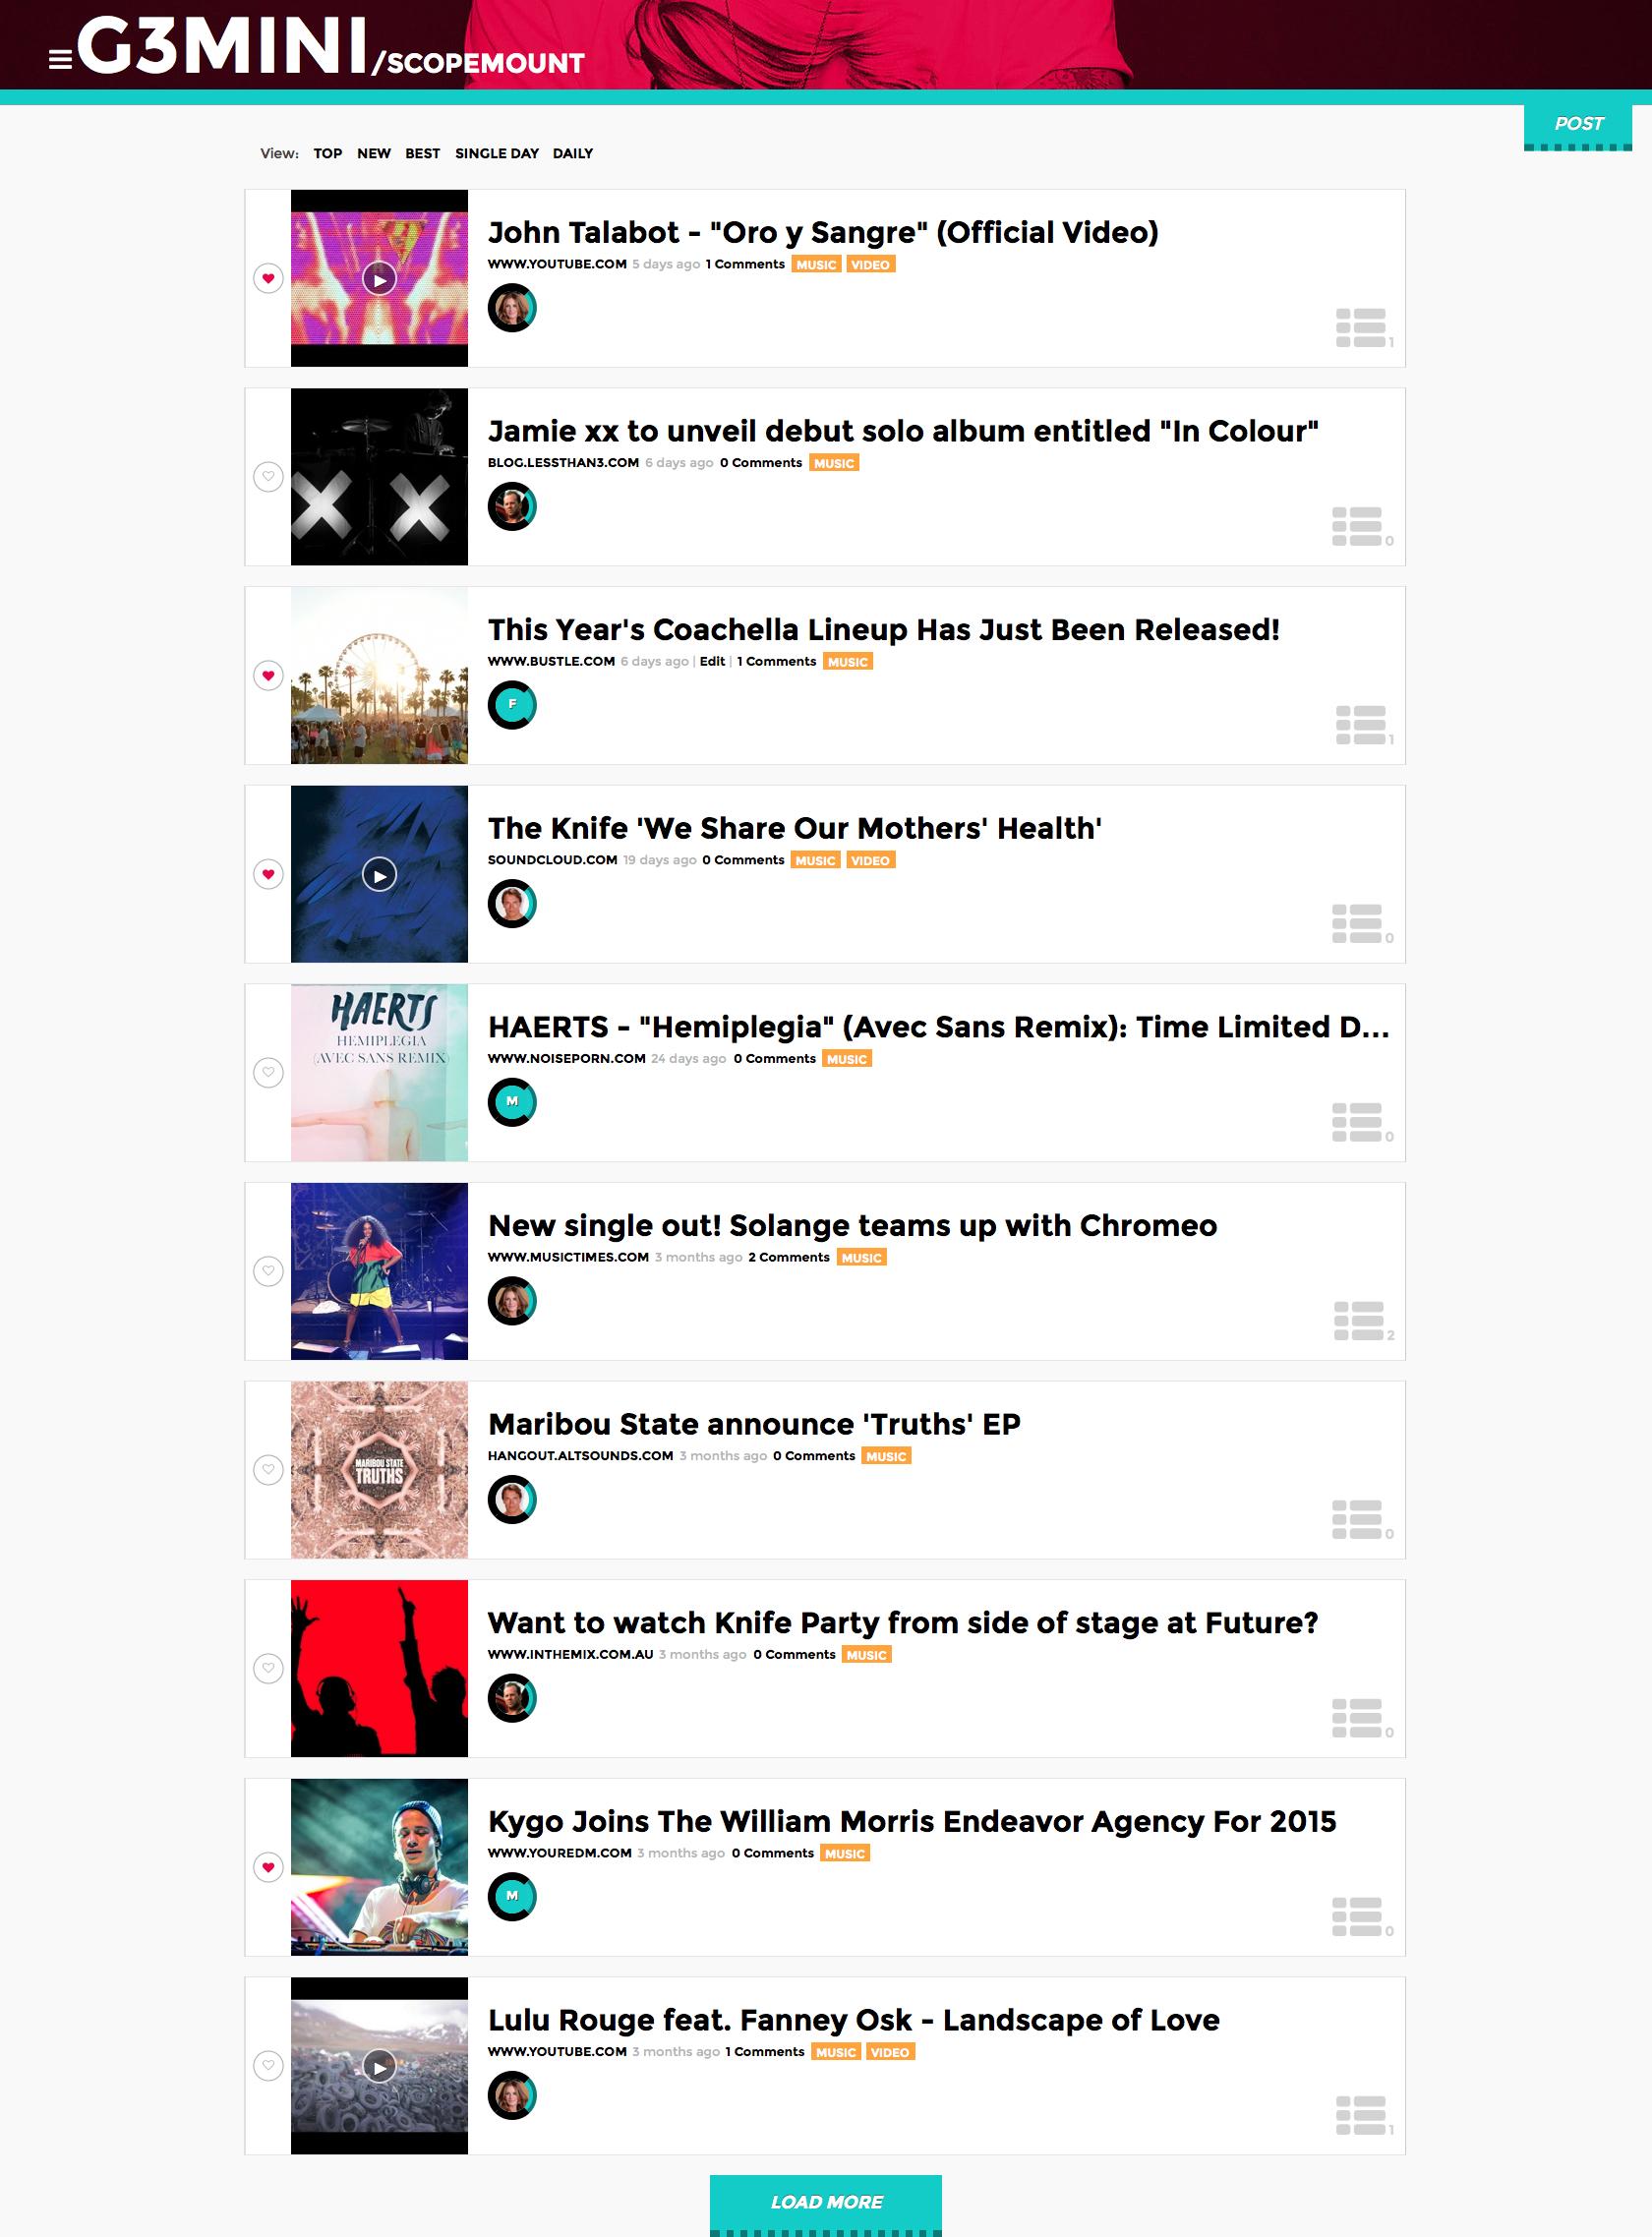 G3MINI/SCOPEMOUNT
POST
View: TOP NEW BEST SINGLE DAY DAILY
John Talabot - "Oro y Sangre" (Official Video)
WWW.YOUTUBE.COM 5 days ago 1 Comments MUSIC VIDEO
1
Jamie xx to unveil debut solo album entitled "In Colour"
BLOG.LESSTHAN3.COM 6 days ago 0 Comments MUSIC
0
This Year's Coachella Lineup Has Just Been Released!
WWW.BUSTLE.COM 6 days ago | Edit | 1 Comments MUSIC
F
1
The Knife 'We Share Our Mothers' Health'
SOUNDCLOUD.COM 19 days ago 0 Comments MUSIC VIDEO
0
HAERTS
HEMIPLEGIA
(AVEC SANS REMIX)
HAERTS - "Hemiplegia" (Avec Sans Remix): Time Limited D...
WWW.NOISEPORN.COM 24 days ago 0 Comments MUSIC
M
0
New single out! Solange teams up with Chromeo
WWW.MUSICTIMES.COM 3 months ago 2 Comments MUSIC
2
MARIBOU STATE
TRUTHS
Maribou State announce 'Truths' EP
HANGOUT.ALTSOUNDS.COM 3 months ago 0 Comments MUSIC
0
Want to watch Knife Party from side of stage at Future?
WWW.INTHEMIX.COM.AU 3 months ago 0 Comments MUSIC
0
Kygo Joins The William Morris Endeavor Agency For 2015
WWW.YOUREDM.COM 3 months ago 0 Comments MUSIC
M
0
Lulu Rouge feat. Fanney Osk - Landscape of Love
WWW.YOUTUBE.COM 3 months ago 1 Comments MUSIC VIDEO
1
LOAD MORE